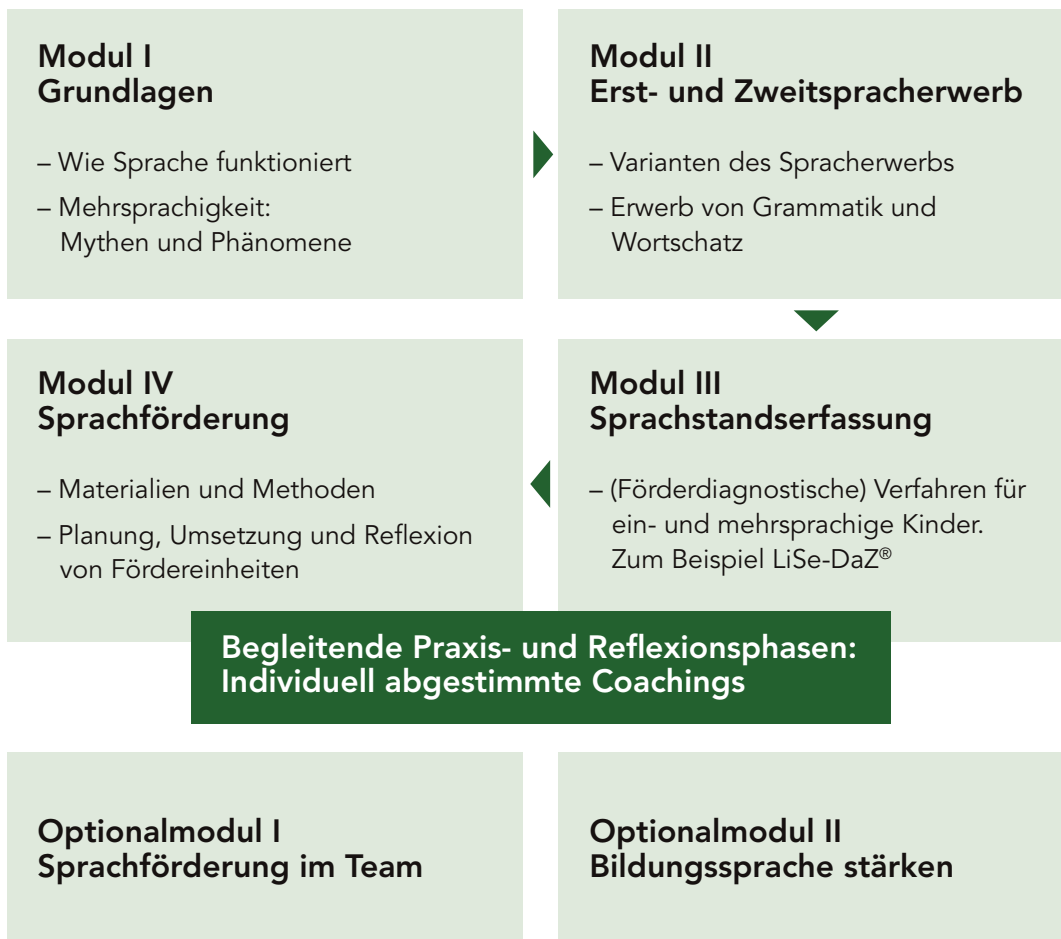 Modul I
Grundlagen
– Wie Sprache funktioniert
– Mehrsprachigkeit:
Mythen und Phänomene
Modul II
Erst- und Zweitspracherwerb
– Varianten des Spracherwerbs
– Erwerb von Grammatik und
Wortschatz
Modul III
Sprachstandserfassung
– (Förderdiagnostische) Verfahren für
ein- und mehrsprachige Kinder.
Zum Beispiel LiSe-DaZ®
Modul IV
Sprachförderung
– Materialien und Methoden
– Planung, Umsetzung und Reflexion
von Fördereinheiten
Begleitende Praxis- und Reflexionsphasen:
Individuell abgestimmte Coachings
Optionalmodul I
Sprachförderung im Team
Optionalmodul II
Bildungssprache stärken